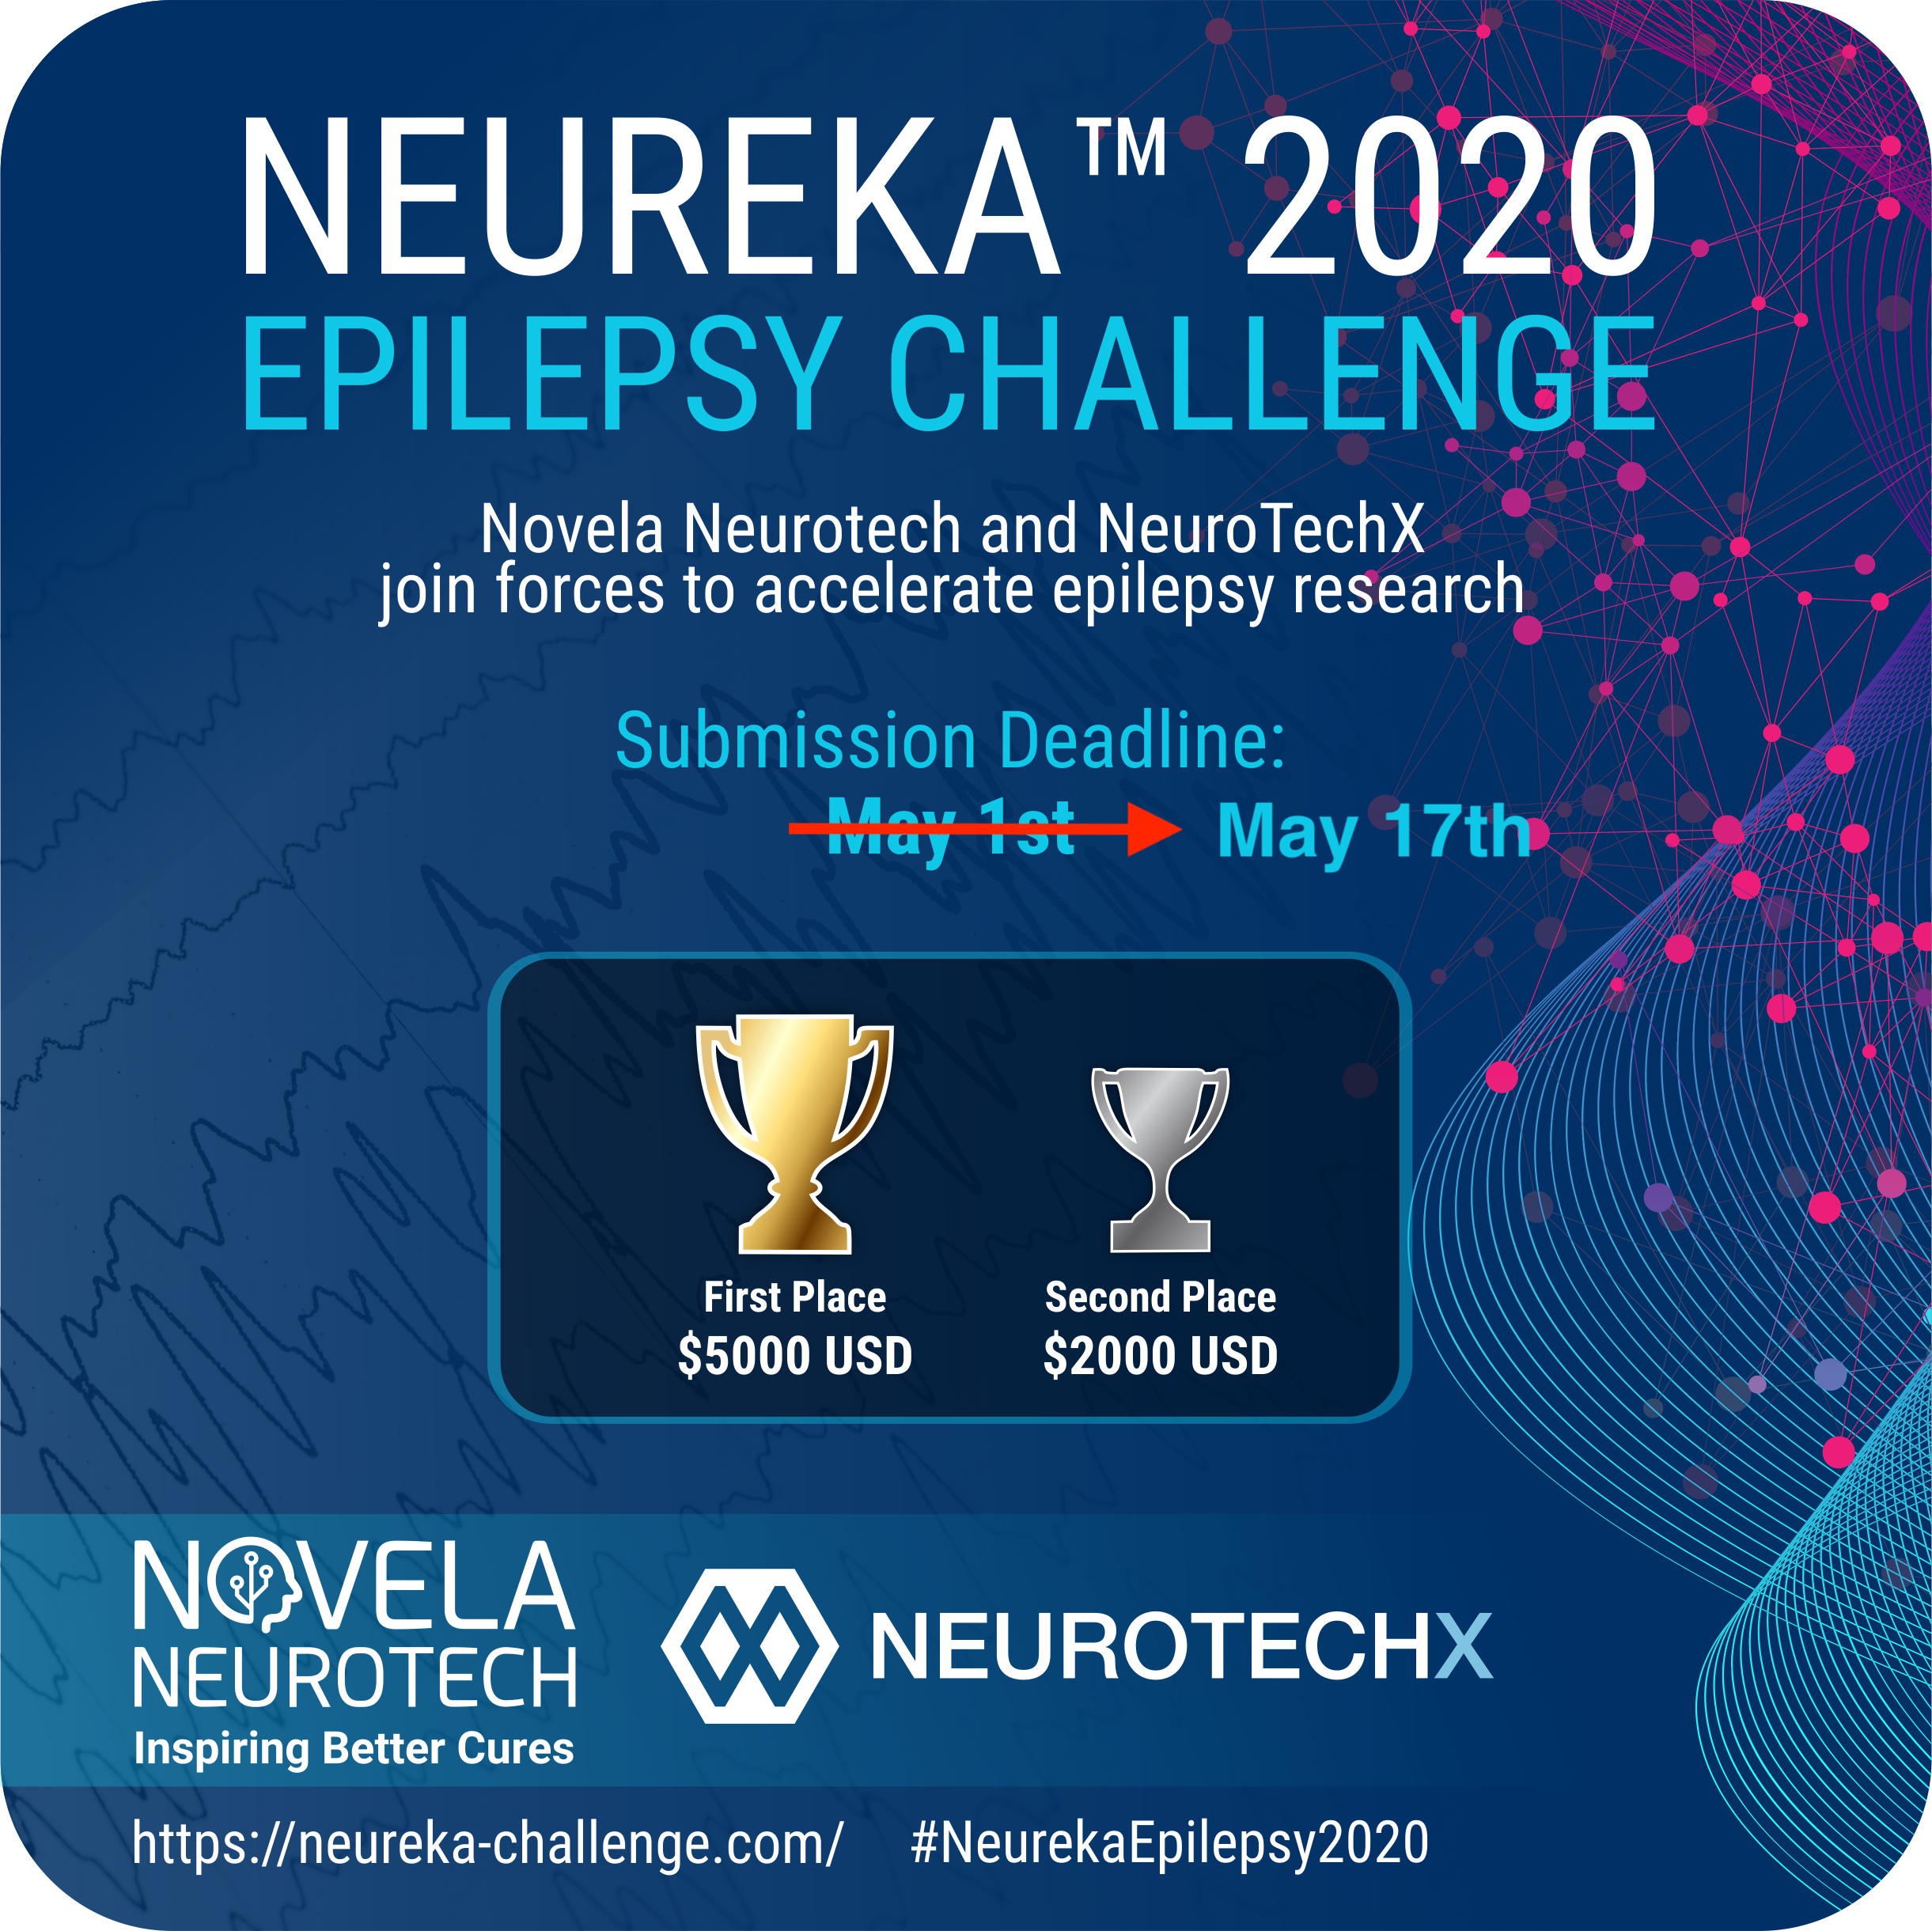 NEUREKA™ 2020
EPILEPSY CHALLENGE
Novela Neurotech and NeuroTechX
join forces to accelerate epilepsy research
Submission Deadline:
May 1st May 17th
First Place
$5000 USD
Second Place
$2000 USD
NOVELA
NEUROTECH
Inspiring Better Cures
NEUROTECHX
https://neureka-challenge.com/
#NeurekaEpilepsy2020